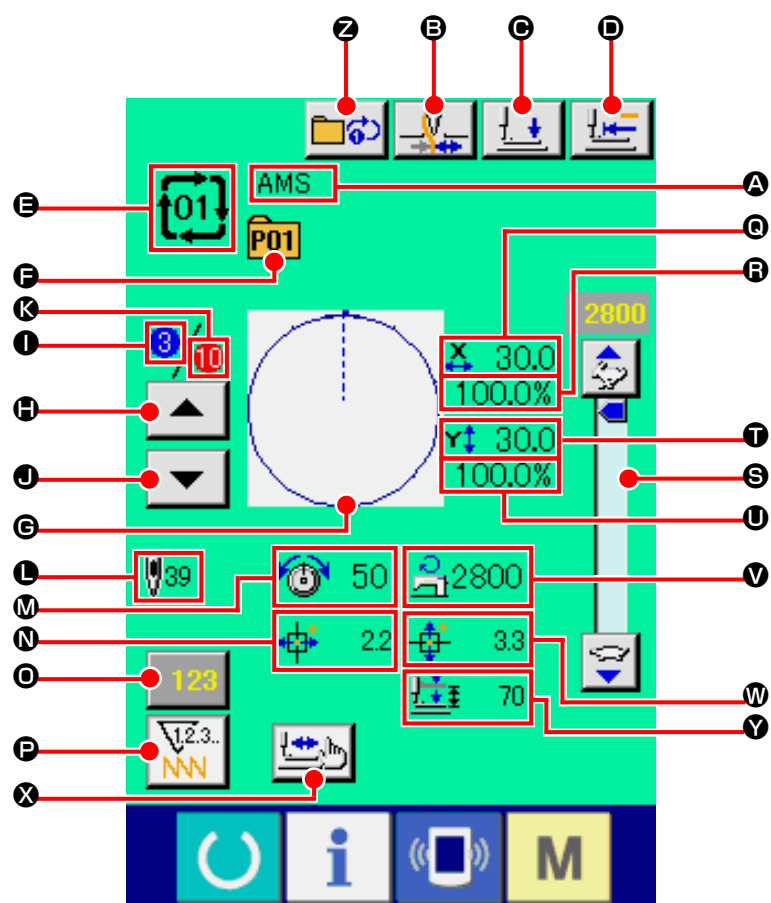 Z B C D
E AMS A
01 Q
P01
F R
K 2800
I 3 / 10 X 30.0
100.0%
H
Y 30.0 T
J 100.0% S
G U
L 39 50 2800 V
M
N 2.2 3.3
O 123 W
70 Y
P 1.2.3..
X
i M